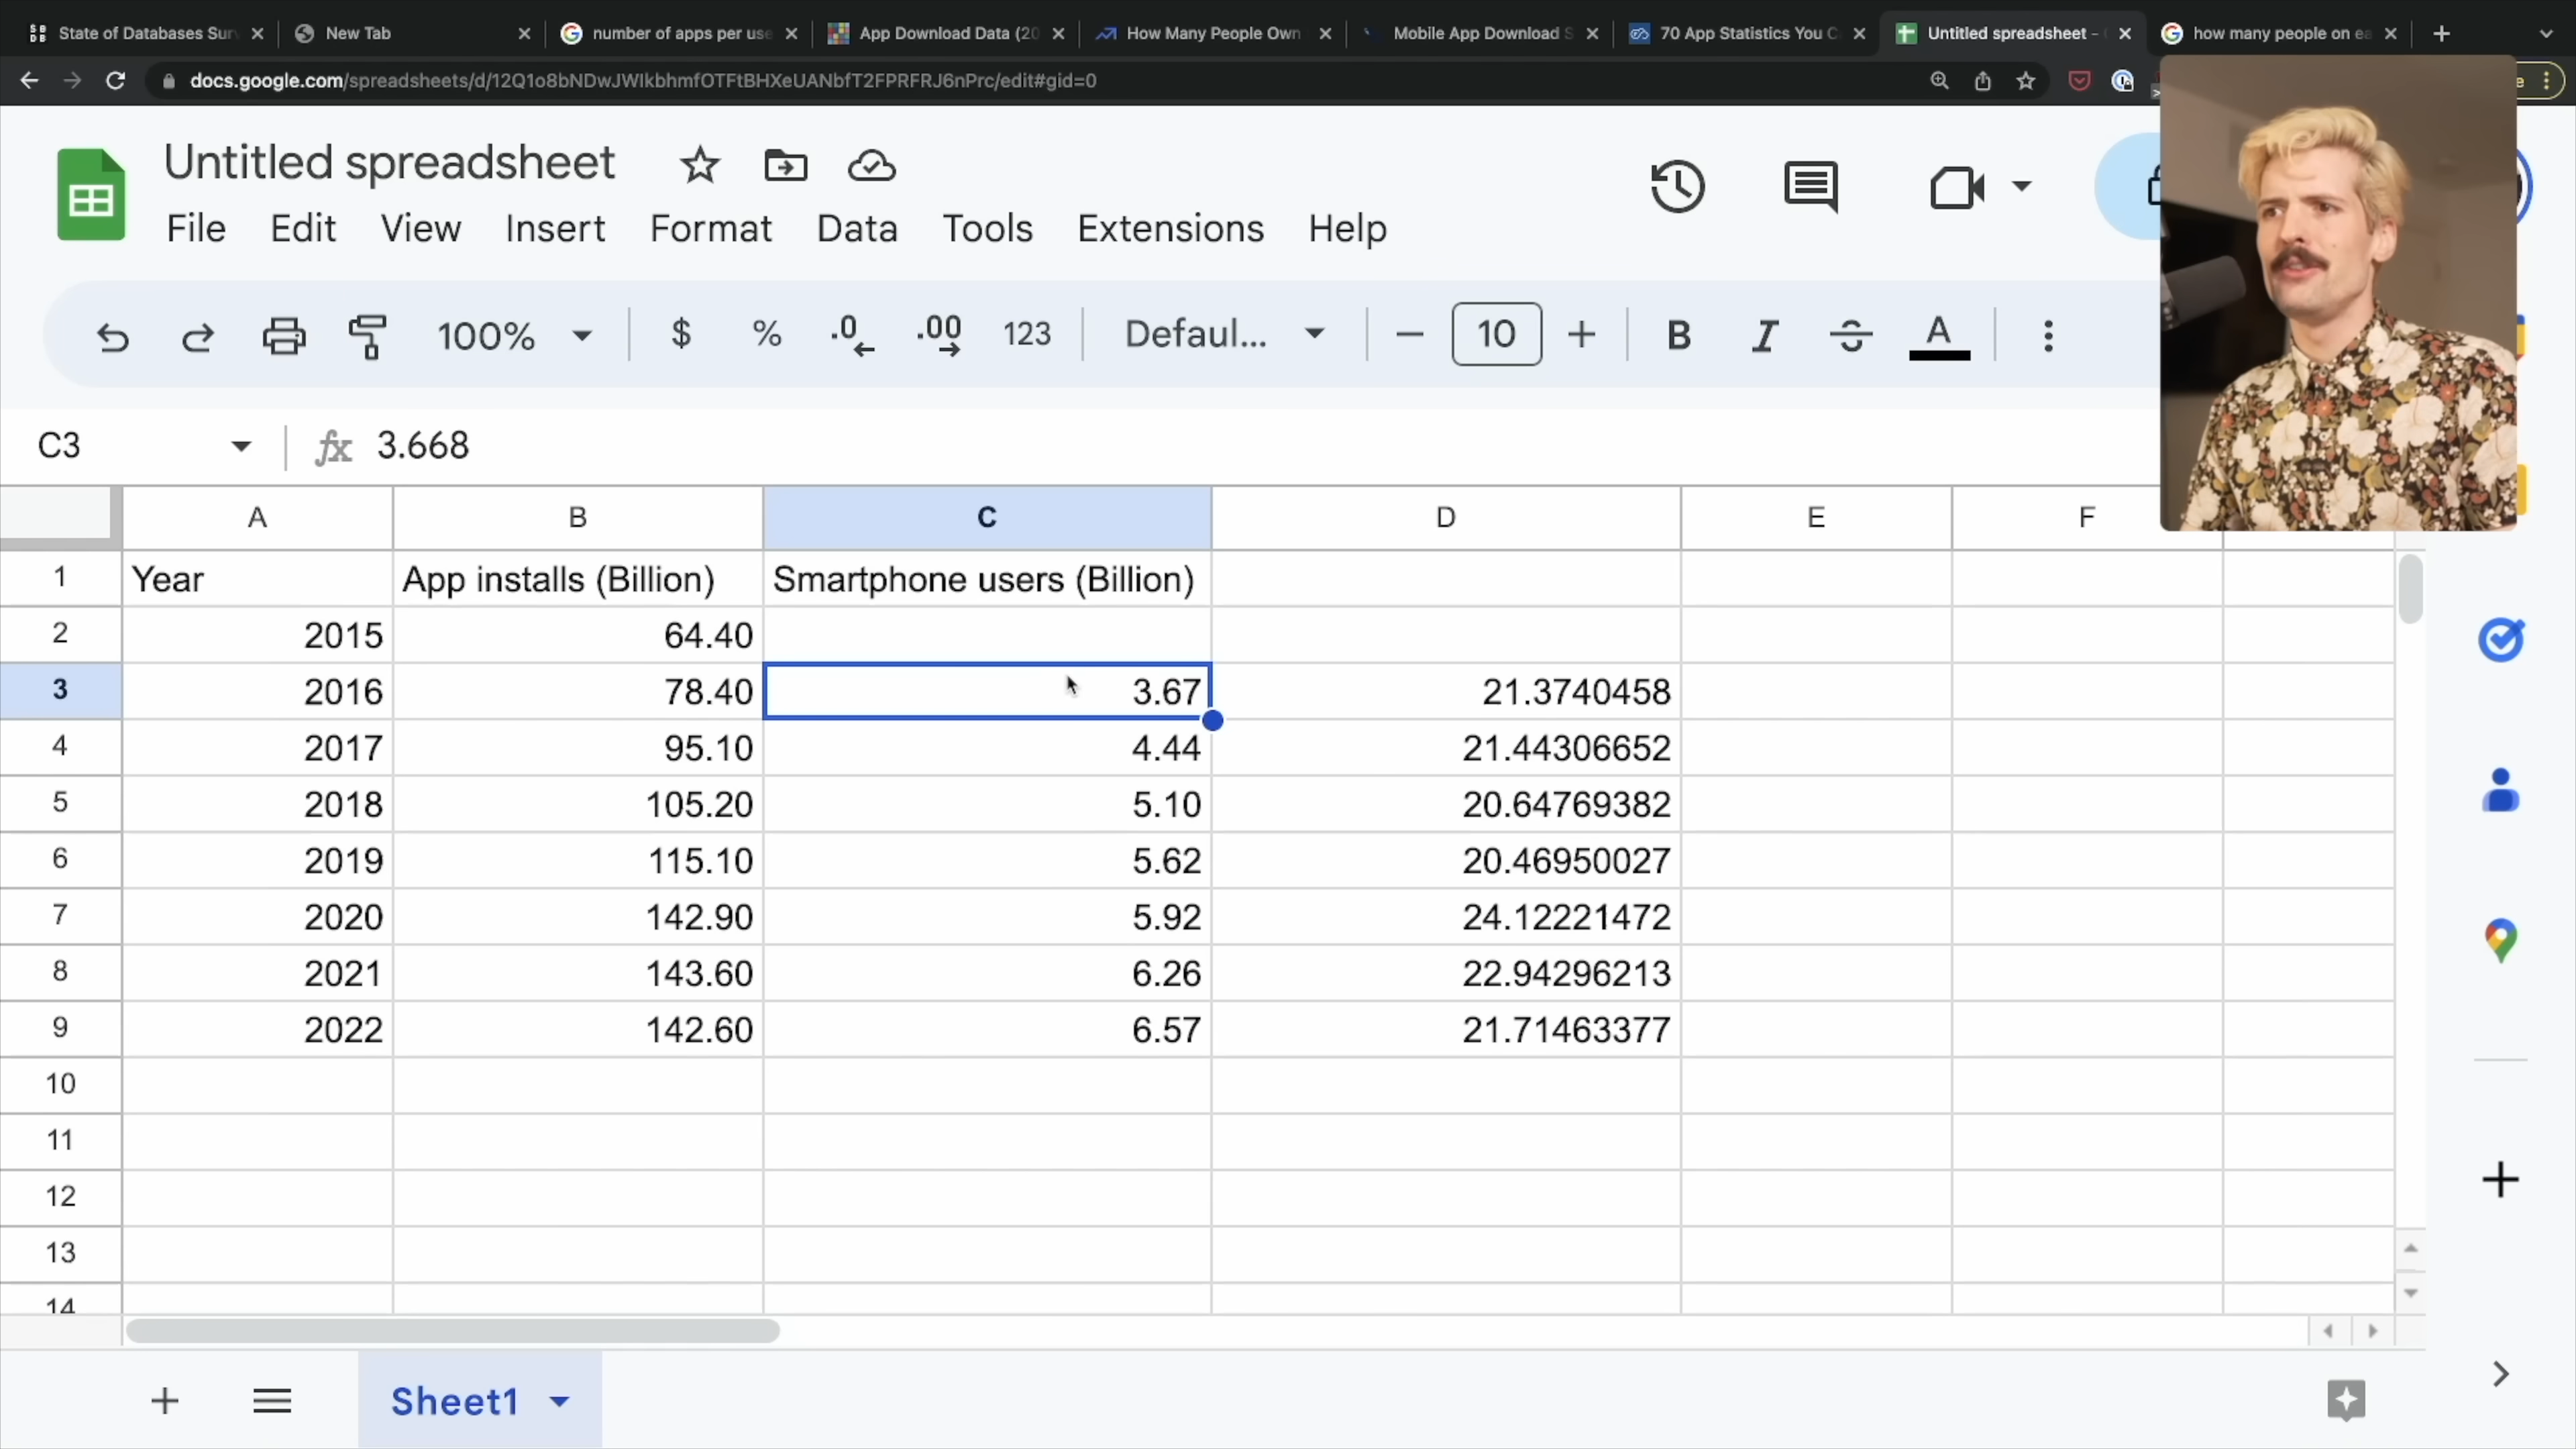 State of Databases Sur
New Tab
number of apps per use
App Download Data (20
How Many People Own
Mobile App Download S
70 App Statistics You C
Untitled spreadsheet -
how many people on ea
docs.google.com/spreadsheets/d/12Q1o8bNDwJWIkbhmfOTFtBHXeUANbfT2FPRFRJ6nPrc/edit#gid=0
Untitled spreadsheet
File Edit View Insert Format Data Tools Extensions Help
100% $ % .0 .00 123 Defaul... 10 B I S A
C3 fx 3.668
A B C D E F
1 Year App installs (Billion) Smartphone users (Billion)
2 2015 64.40
3 2016 78.40 3.67 21.3740458
4 2017 95.10 4.44 21.44306652
5 2018 105.20 5.10 20.64769382
6 2019 115.10 5.62 20.46950027
7 2020 142.90 5.92 24.12221472
8 2021 143.60 6.26 22.94296213
9 2022 142.60 6.57 21.71463377
10
11
12
13
14
Sheet1